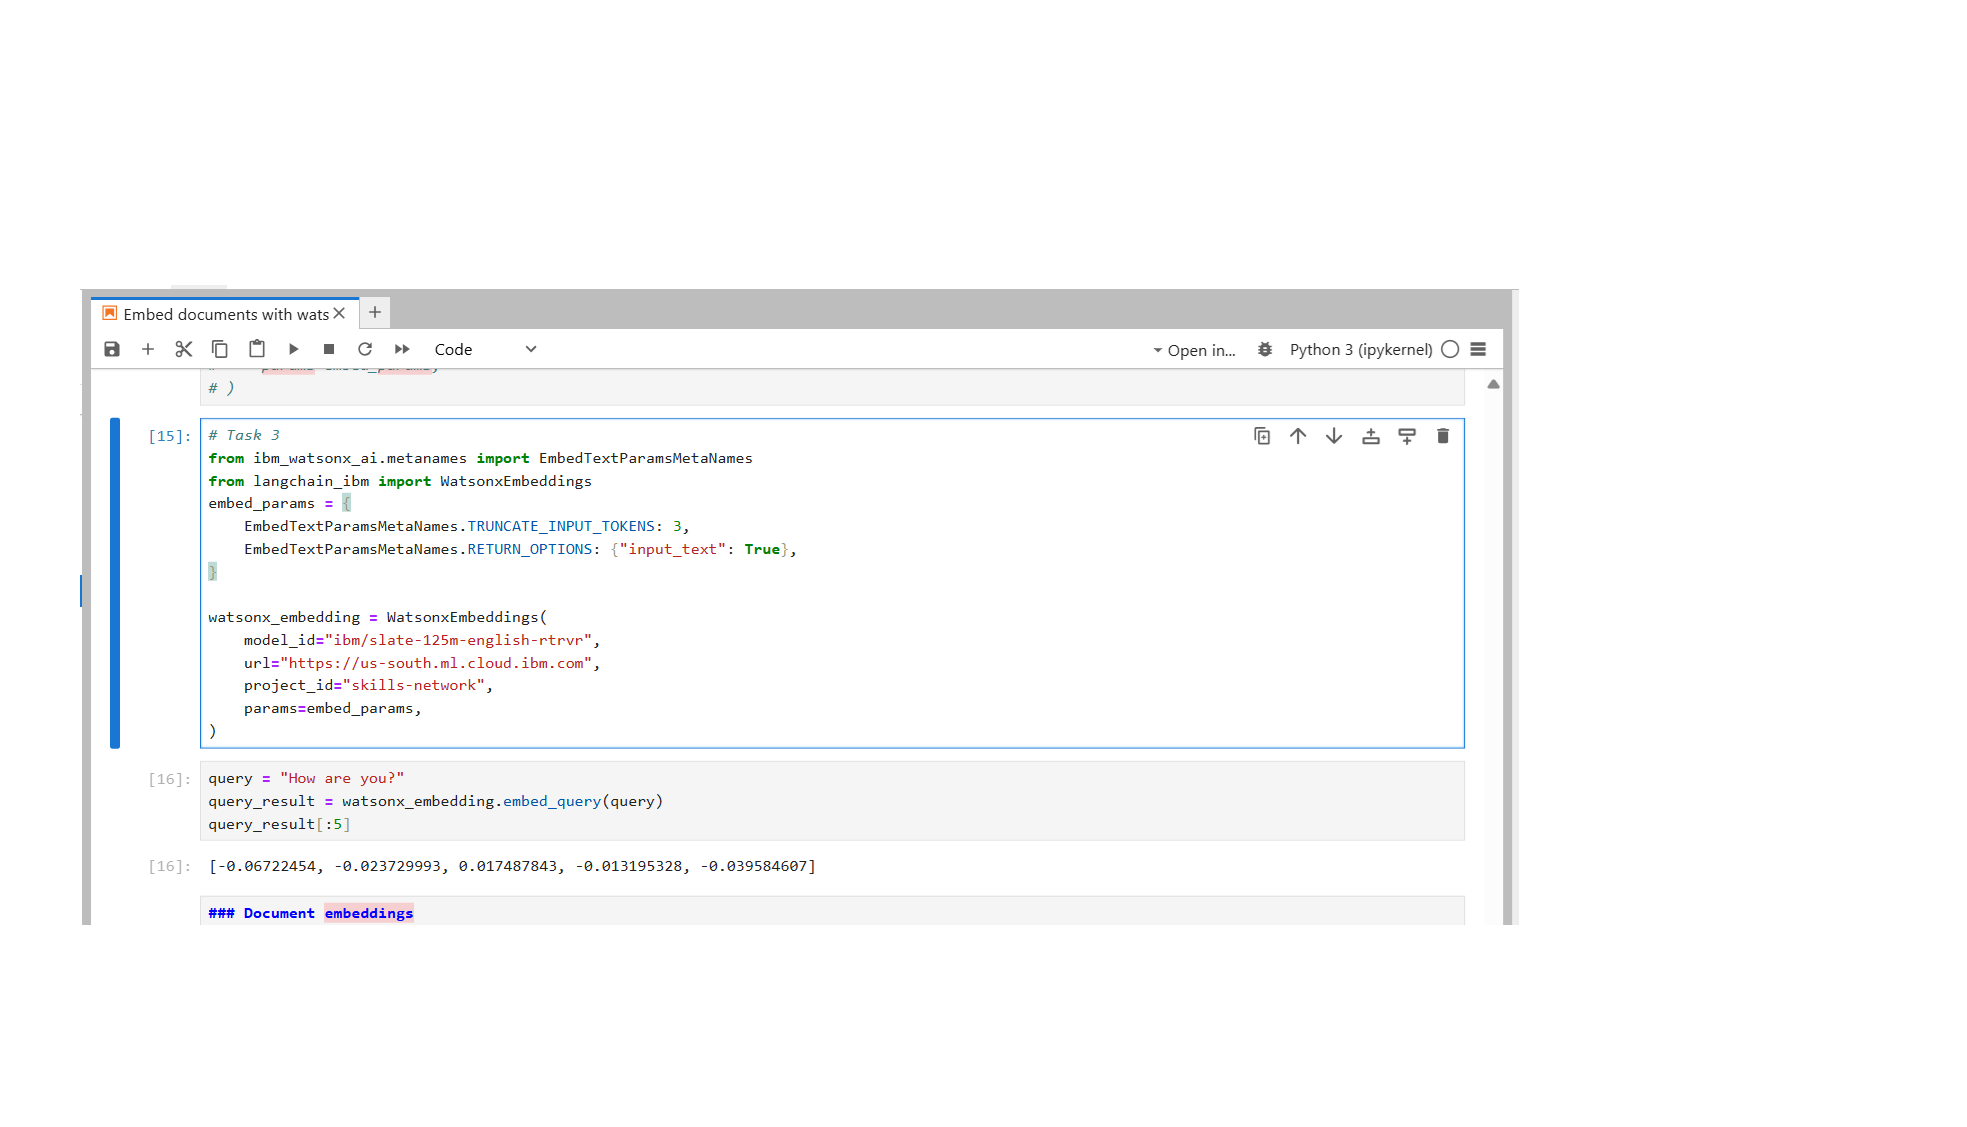 Embed documents with wats
Code
Open in...
Python 3 (ipykernel)
# )
[15]:
# Task 3
from ibm_watsonx_ai.metanames import EmbedTextParamsMetaNames
from langchain_ibm import WatsonxEmbeddings
embed_params = {
    EmbedTextParamsMetaNames.TRUNCATE_INPUT_TOKENS: 3,
    EmbedTextParamsMetaNames.RETURN_OPTIONS: {"input_text": True},
}
watsonx_embedding = WatsonxEmbeddings(
    model_id="ibm/slate-125m-english-rtrvr",
    url="https://us-south.ml.cloud.ibm.com",
    project_id="skills-network",
    params=embed_params,
)
[16]:
query = "How are you?"
query_result = watsonx_embedding.embed_query(query)
query_result[:5]
[16]:
[-0.06722454, -0.023729993, 0.017487843, -0.013195328, -0.039584607]
### Document embeddings